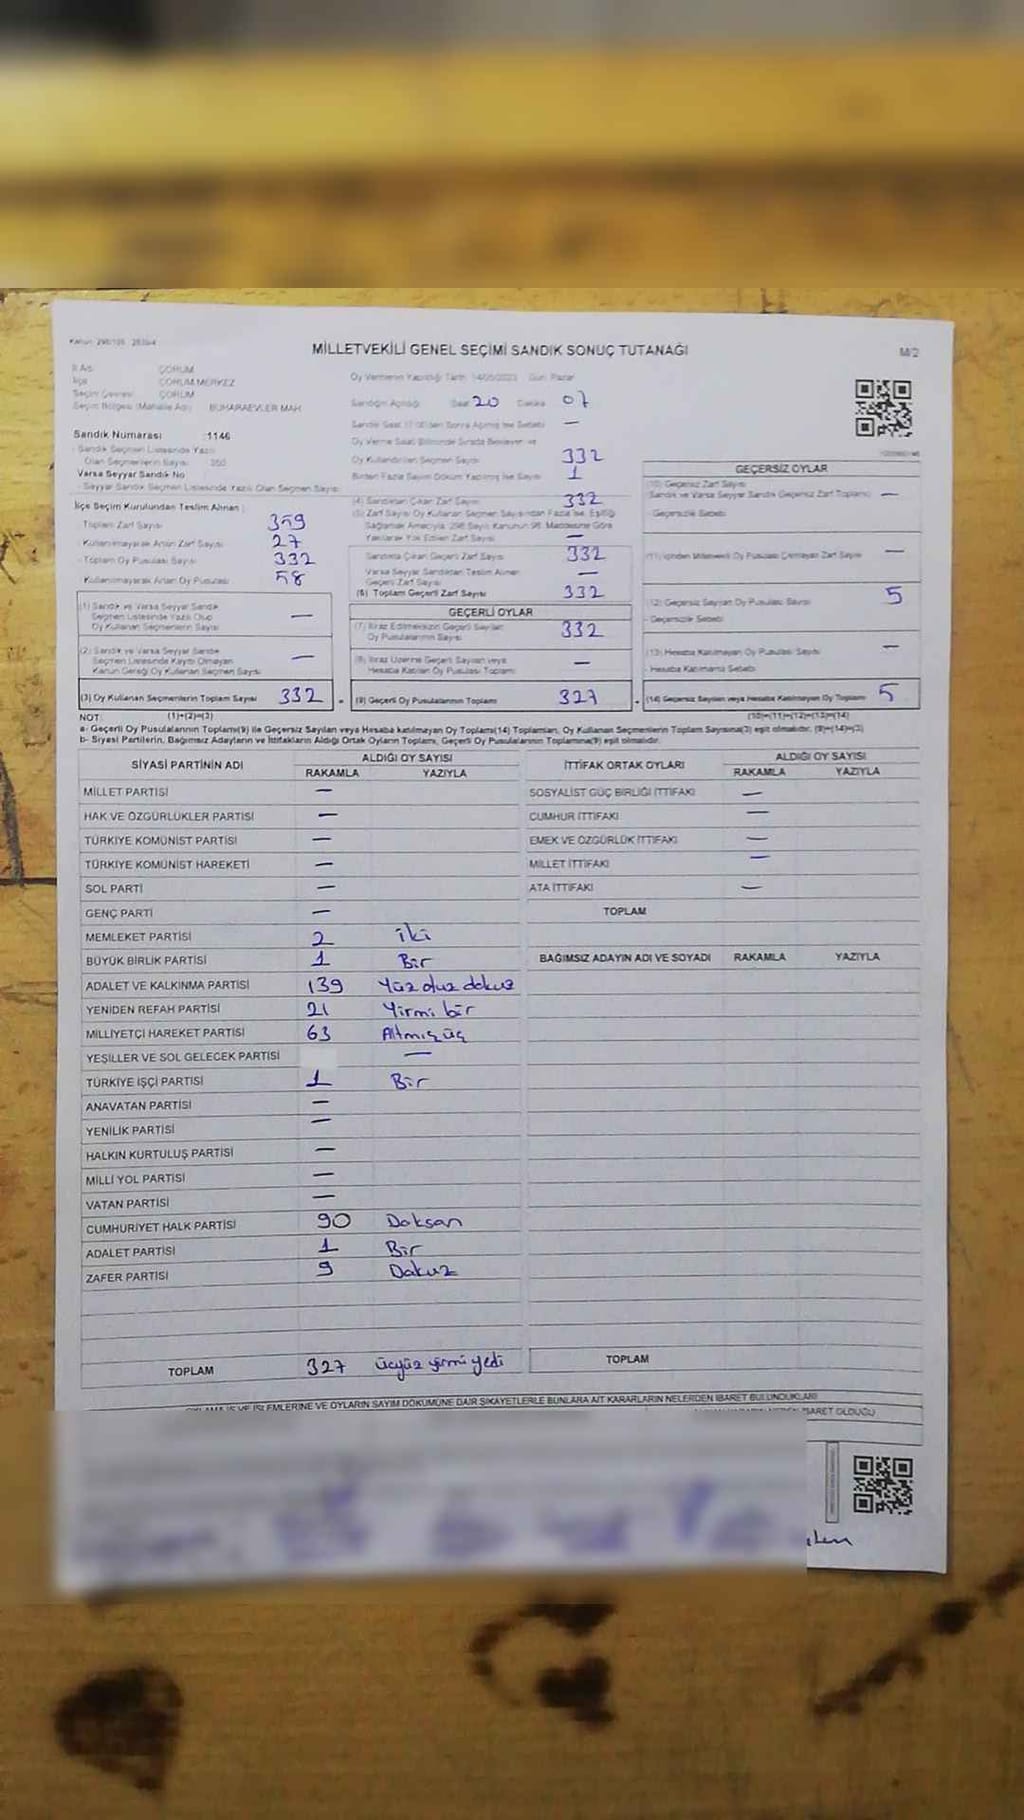 MİLLETVEKİLİ GENEL SEÇİMİ SANDIK SONUÇ TUTANAĞI
M/2
İl Adı ÇORUM
İlçe ÇORUM MERKEZ
Seçim Çevresi ÇORUM
Seçim Bölgesi (Mahalle Adı) BUHARAEVLER MAH.
Oy Vermenin Yapıldığı Tarih 14/05/2023 Gün: Pazar
Sandığın Açıldığı Saat 20 Dakika 07
Sandık Numarası :1146
Sandık Seçmen Listesinde Yazılı
Olan Seçmenlerin Sayısı
Varsa Seyyar Sandık No
Seyyar Sandık Seçmen Listesinde Yazılı Olan Seçmen Sayısı
Oy Kullandırılan Seçmen Sayısı 332
Birden Fazla Sayım Döküm Yapılmış İse Sayısı 1
(4) Sandıktan Çıkan Zarf Sayısı 332
(5) Zarf Sayısı Oy Kullanan Seçmen Sayısından Fazla İse, Eşitliği
Sağlamak Amacıyla, 298 Sayılı Kanunun 98. Maddesine Göre
Yakılarak Yok Edilen Zarf Sayısı —
Sandıkta Çıkan Geçerli Zarf Sayısı 332
Varsa Seyyar Sandıktan Teslim Alınan
Geçerli Zarf Sayısı —
(6) Toplam Geçerli Zarf Sayısı 332
İlçe Seçim Kurulundan Teslim Alınan
- Toplam Zarf Sayısı 359
- Kullanılmayarak Artan Zarf Sayısı 27
- Toplam Oy Pusulası Sayısı 332
Kullanılmayarak Artan Oy Pusulası 58
(1) Sandık ve Varsa Seyyar Sandık
Seçmen Listesinde Yazılı Olup
Oy Kullanan Seçmenlerin Sayısı —
(2) Sandık ve Varsa Seyyar Sandık
Seçmen Listesinde Kayıtlı Olmayan
Kanun Gereği Oy Kullanan Seçmen Sayısı —
(3) Oy Kullanan Seçmenlerin Toplam Sayısı 332
GEÇERLİ OYLAR
(7) İtiraz Edilmeksizin Geçerli Sayılan
Oy Pusulalarının Sayısı 332
(8) İtiraz Üzerine Geçerli Sayılan veya
Hesaba Katılan Oy Pusulası Toplamı —
(9) Geçerli Oy Pusulalarının Toplamı 327
GEÇERSİZ OYLAR
(10) Geçersiz Zarf Sayısı
Sandık ve Varsa Seyyar Sandık Geçersiz Zarf Toplamı —
- Geçersizlik Sebebi
(11) İçinden Milletvekili Oy Pusulası Çıkmayan Zarf Sayısı —
(12) Geçersiz Sayılan Oy Pusulası Sayısı 5
- Geçersizlik Sebebi
(13) Hesaba Katılmayan Oy Pusulası Sayısı —
- Hesaba Katılmama Sebebi
(14) Geçersiz Sayılan veya Hesaba Katılmayan Oy Toplamı 5
NOT: (1)+(2)=(3) (10)+(11)+(12)+(13)=(14)
a- Geçerli Oy Pusulalarının Toplamı(9) ile Geçersiz Sayılan veya Hesaba katılmayan Oy Toplamı(14) Toplamları, Oy Kullanan Seçmenlerin Toplam Sayısına(3) eşit olmalıdır. (9)+(14)=(3)
b- Siyasi Partilerin, Bağımsız Adayların ve İttifakların Aldığı Ortak Oyların Toplamı, Geçerli Oy Pusulalarının Toplamına(9) eşit olmalıdır.
SİYASİ PARTİNİN ADI ALDIĞI OY SAYISI
RAKAMLA YAZIYLA
MİLLET PARTİSİ —
HAK VE ÖZGÜRLÜKLER PARTİSİ —
TÜRKİYE KOMÜNİST PARTİSİ —
TÜRKİYE KOMÜNİST HAREKETİ —
SOL PARTİ —
GENÇ PARTİ —
MEMLEKET PARTİSİ 2 iki
BÜYÜK BİRLİK PARTİSİ 1 Bir
ADALET VE KALKINMA PARTİSİ 139 Yüz otuz dokuz
YENİDEN REFAH PARTİSİ 21 Yirmi bir
MİLLİYETÇİ HAREKET PARTİSİ 63 Altmış üç
YEŞİLLER VE SOL GELECEK PARTİSİ —
TÜRKİYE İŞÇİ PARTİSİ 1 Bir
ANAVATAN PARTİSİ —
YENİLİK PARTİSİ —
HALKIN KURTULUŞ PARTİSİ —
MİLLİ YOL PARTİSİ —
VATAN PARTİSİ —
CUMHURİYET HALK PARTİSİ 90 Doksan
ADALET PARTİSİ 1 Bir
ZAFER PARTİSİ 9 Dokuz
TOPLAM 327 üçyüz yirmi yedi
İTTİFAK ORTAK OYLARI ALDIĞI OY SAYISI
RAKAMLA YAZIYLA
SOSYALİST GÜÇ BİRLİĞİ İTTİFAKI —
CUMHUR İTTİFAKI —
EMEK VE ÖZGÜRLÜK İTTİFAKI —
MİLLET İTTİFAKI —
ATA İTTİFAKI —
TOPLAM
BAĞIMSIZ ADAYIN ADI VE SOYADI RAKAMLA YAZIYLA
TOPLAM
OYLAMA İŞ VE İŞLEMLERİNE VE OYLARIN SAYIM DÖKÜMÜNE DAİR ŞİKAYETLERLE BUNLARA AİT KARARLARIN NELERDEN İBARET BULUNDUKLARI